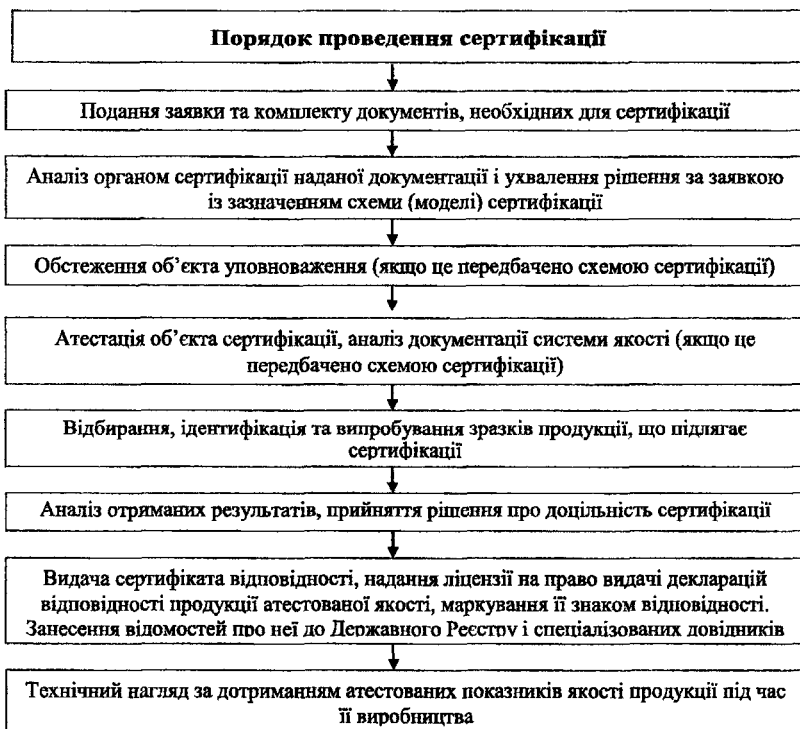 Порядок проведення сертифікації
Подання заявки та комплекту документів, необхідних для сертифікації
Аналіз органом сертифікації наданої документації і ухвалення рішення за заявкою
із зазначенням схеми (моделі) сертифікації
Обстеження об’єкта уповноваження (якщо це передбачено схемою сертифікації)
Атестація об’єкта сертифікації, аналіз документації системи якості (якщо це
передбачено схемою сертифікації)
Відбирання, ідентифікація та випробування зразків продукції, що підлягає
сертифікації
Аналіз отриманих результатів, прийняття рішення про доцільність сертифікації
Видача сертифіката відповідності, надання ліцензії на право видачі декларацій
відповідності продукції атестованої якості, маркування її знаком відповідності.
Занесення відомостей про неї до Державного Реєстру і спеціалізованих довідників
Технічний нагляд за дотриманням атестованих показників якості продукції під час
її виробництва